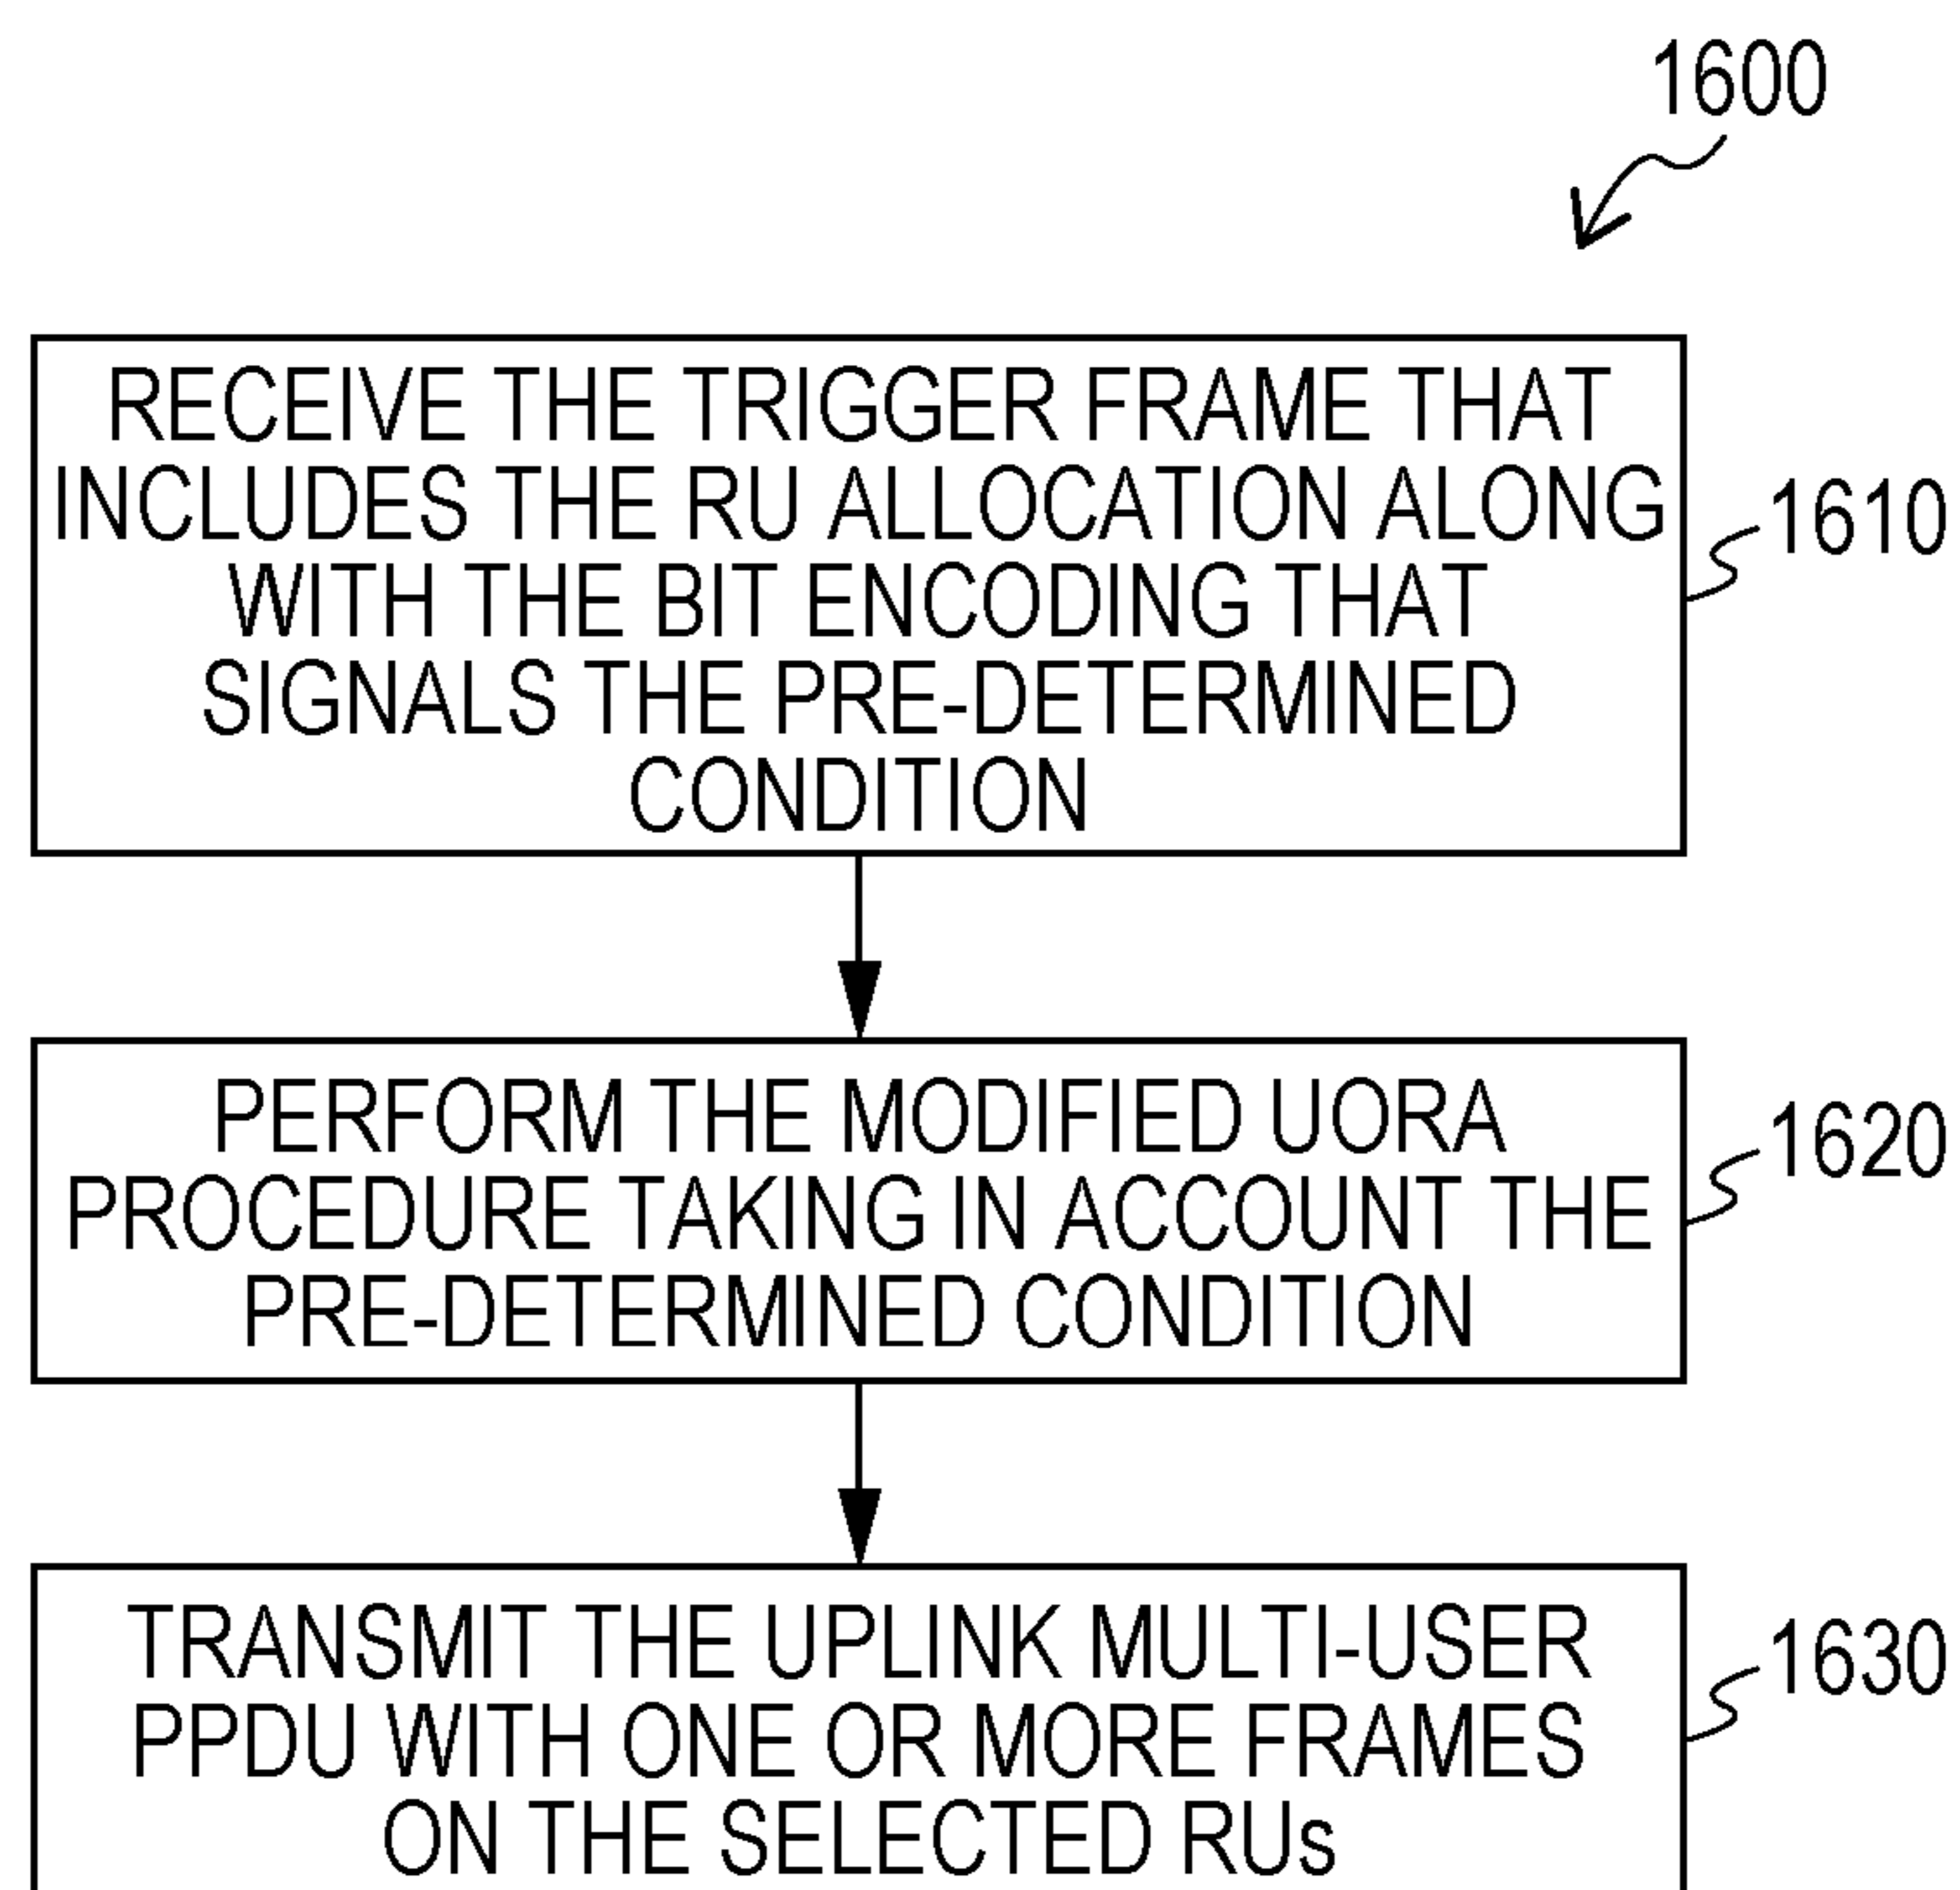 1600
RECEIVE THE TRIGGER FRAME THAT
INCLUDES THE RU ALLOCATION ALONG
WITH THE BIT ENCODING THAT
SIGNALS THE PRE-DETERMINED
CONDITION
1610
PERFORM THE MODIFIED UORA
PROCEDURE TAKING IN ACCOUNT THE
PRE-DETERMINED CONDITION
1620
TRANSMIT THE UPLINK MULTI-USER
PPDU WITH ONE OR MORE FRAMES
ON THE SELECTED RUs
1630